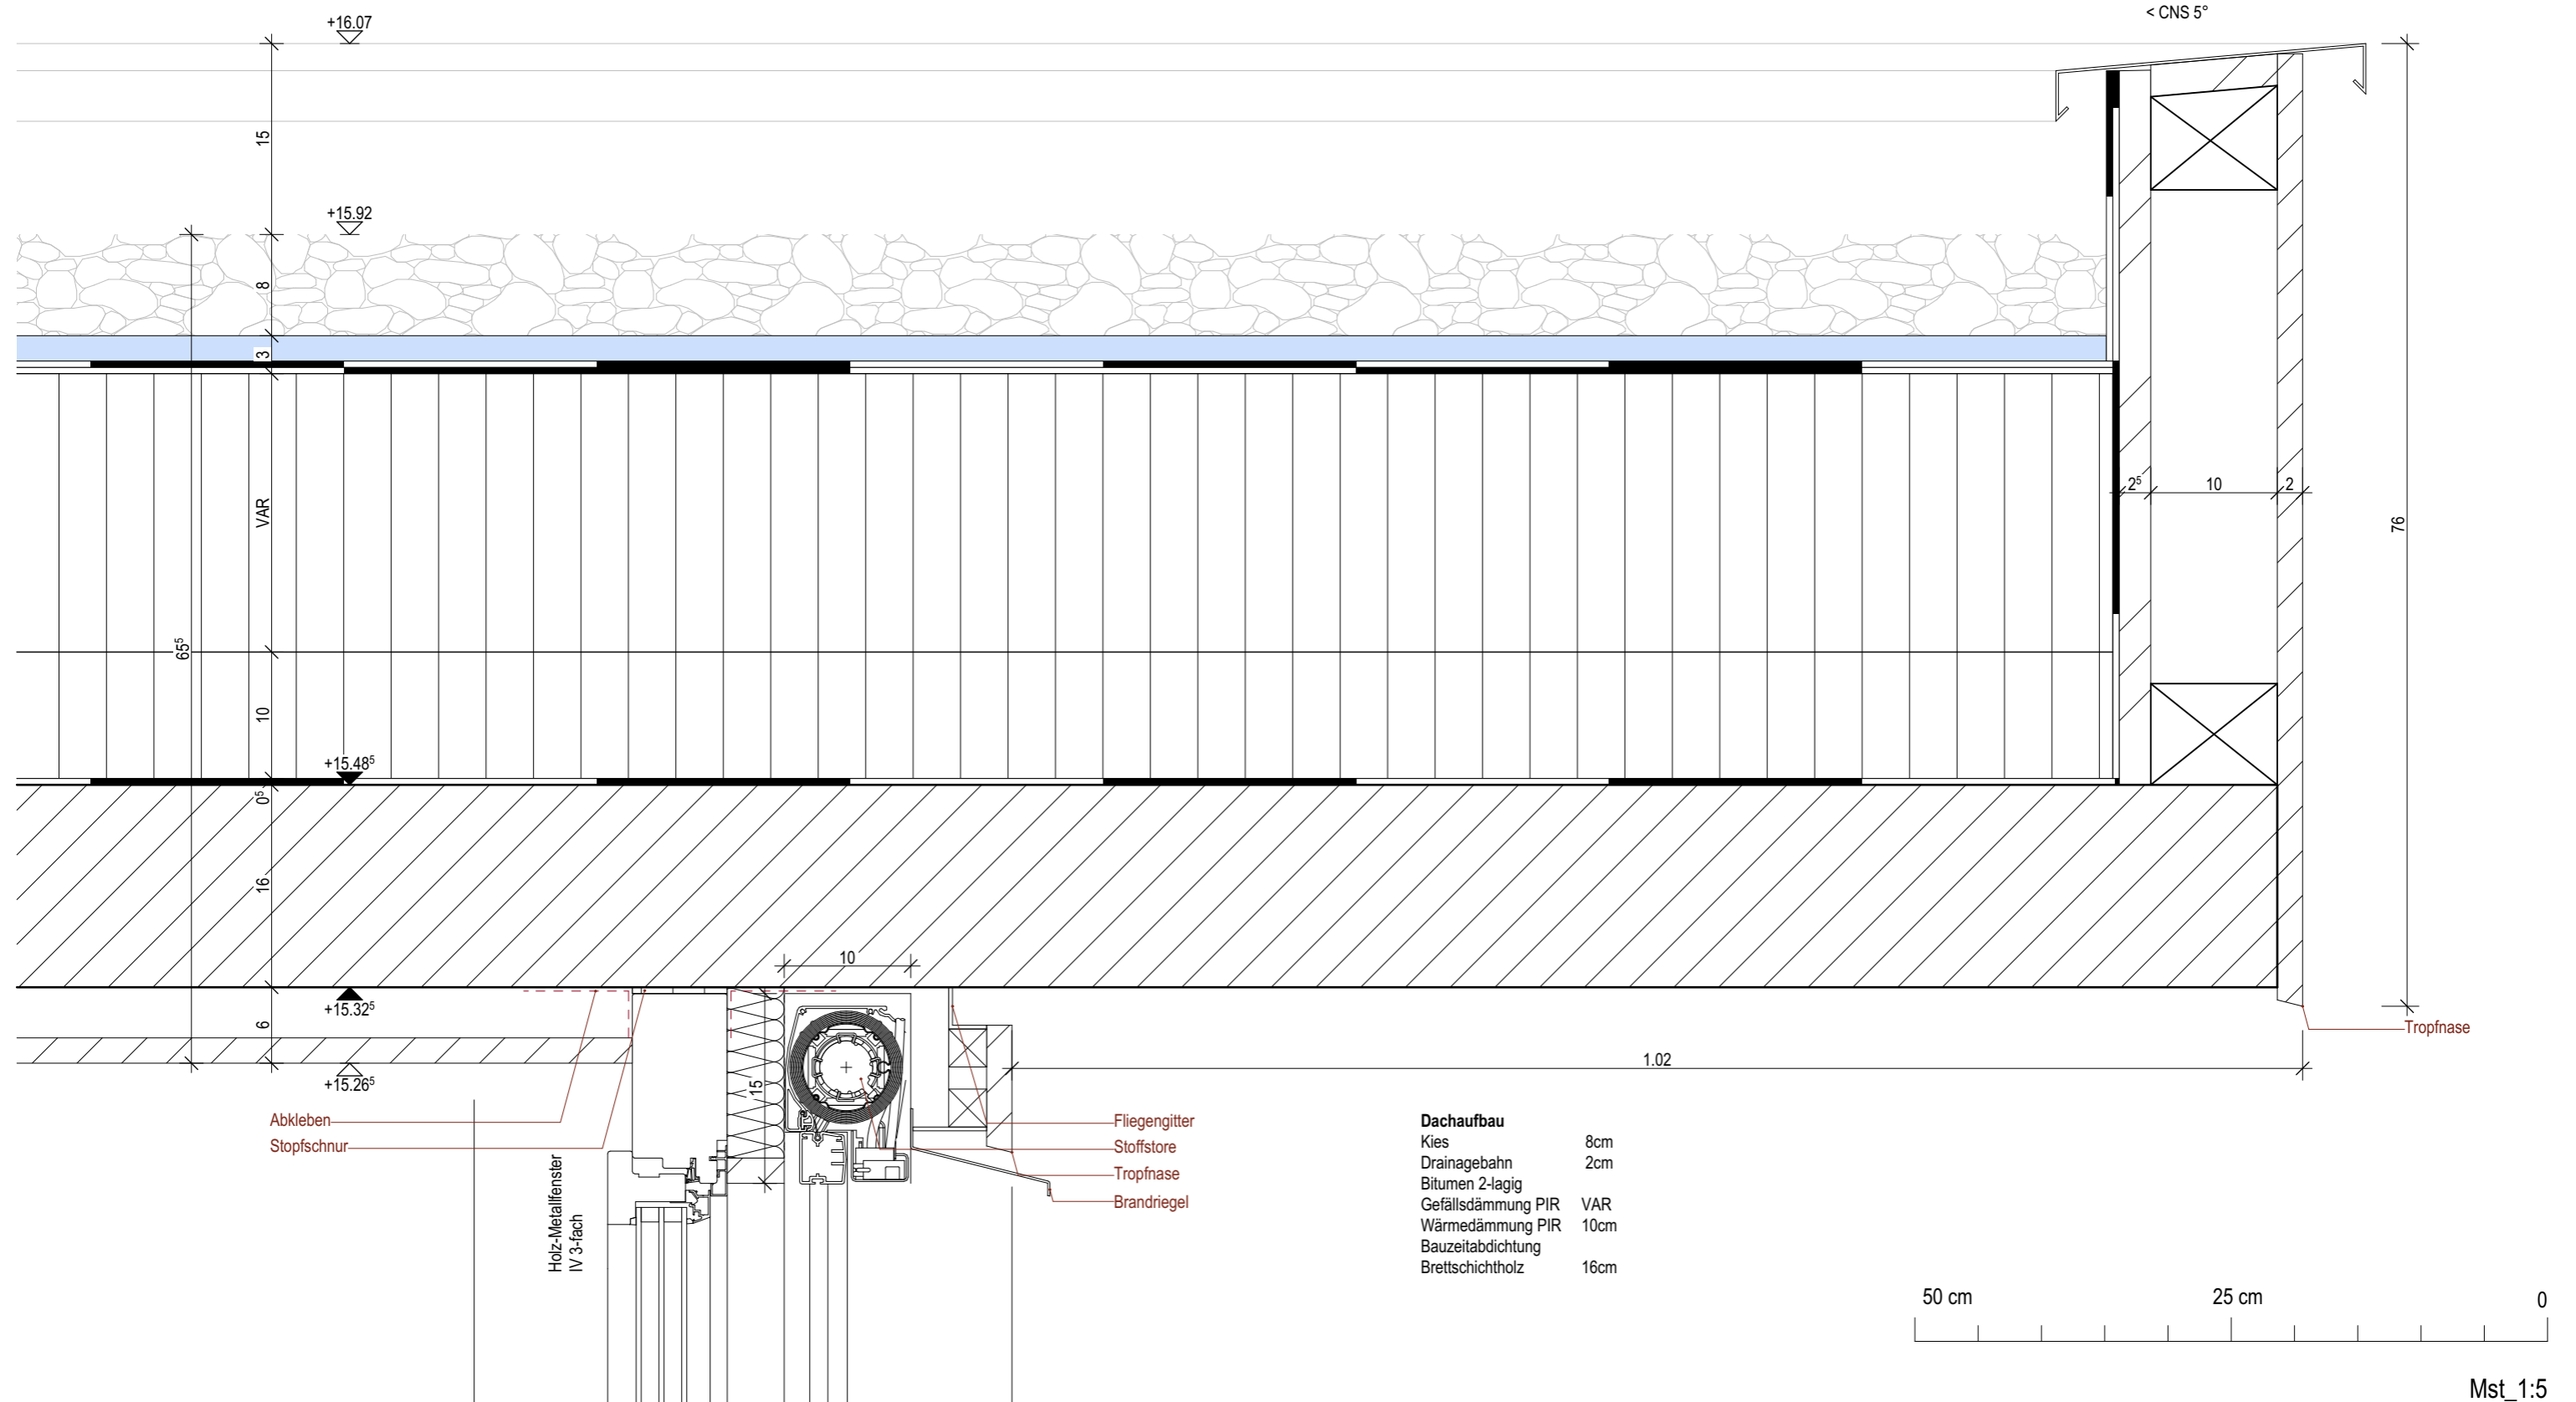 < CNS 5°
+16.07
15
+15.92
8
3
VAR
2⁵
10
2
76
65⁵
10
+15.48⁵
0⁵
16
10
+15.32⁵
6
+15.26⁵
15
1.02
Tropfnase
Abkleben
Stopfschnur
Holz-Metallfenster
IV 3-fach
Fliegengitter
Stoffstore
Tropfnase
Brandriegel
Dachaufbau
Kies 8cm
Drainagebahn 2cm
Bitumen 2-lagig
Gefällsdämmung PIR VAR
Wärmedämmung PIR 10cm
Bauzeitabdichtung
Brettschichtholz 16cm
50 cm 25 cm 0
Mst_1:5